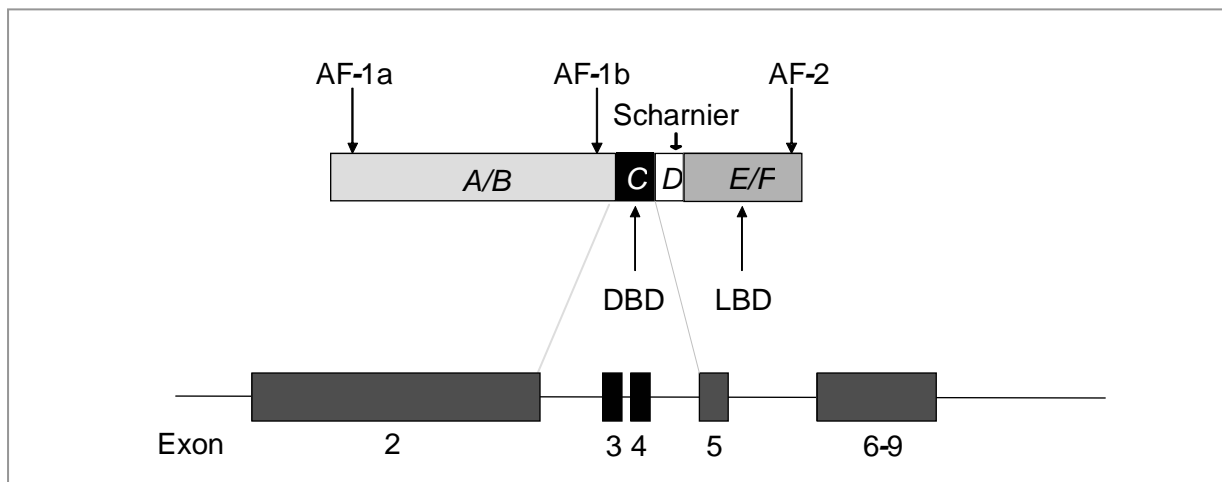 AF-1a AF-1b AF-2
Scharnier
A/B C D E/F
DBD LBD
Exon 2 3 4 5 6-9